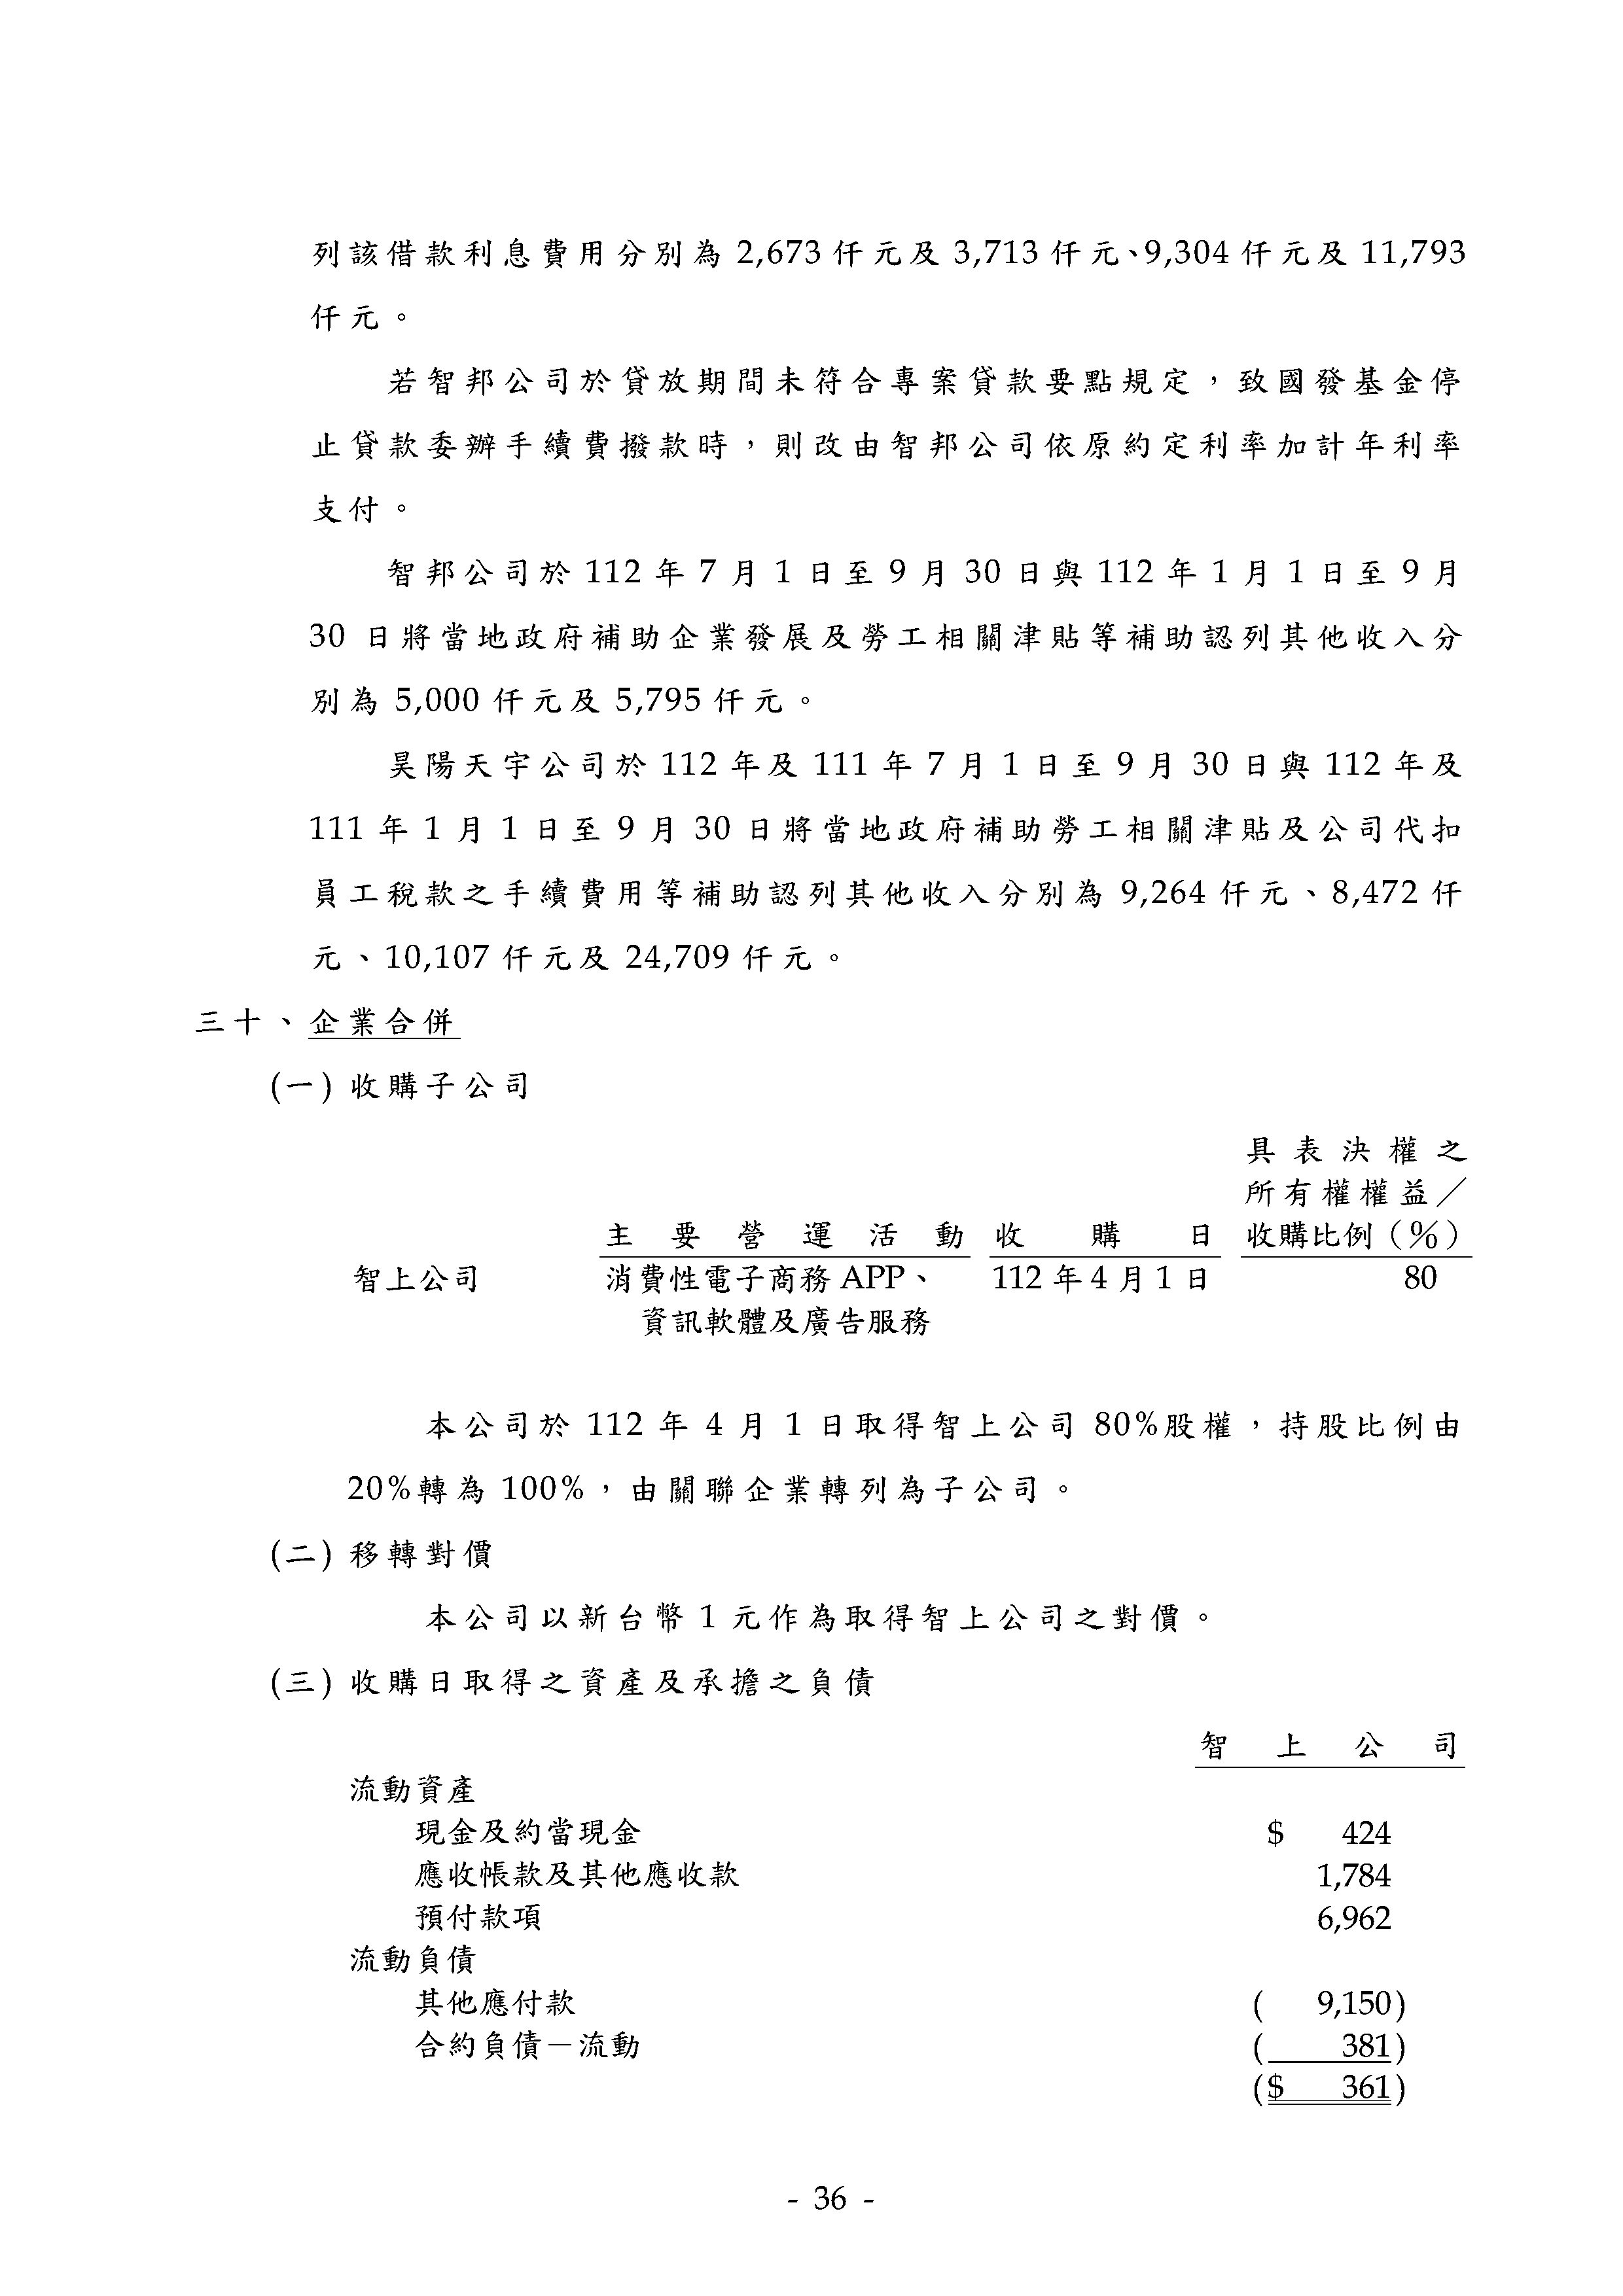 列該借款利息費用分別為 2,673 仟元及 3,713 仟元、9,304 仟元及 11,793
仟元。
若智邦公司於貸放期間未符合專案貸款要點規定，致國發基金停
止貸款委辦手續費撥款時，則改由智邦公司依原約定利率加計年利率
支付。
智邦公司於 112 年 7 月 1 日至 9 月 30 日與 112 年 1 月 1 日至 9 月
30 日將當地政府補助企業發展及勞工相關津貼等補助認列其他收入分
別為 5,000 仟元及 5,795 仟元。
昊陽天宇公司於 112 年及 111 年 7 月 1 日至 9 月 30 日與 112 年及
111 年 1 月 1 日至 9 月 30 日將當地政府補助勞工相關津貼及公司代扣
員工稅款之手續費用等補助認列其他收入分別為 9,264 仟元、8,472 仟
元、10,107 仟元及 24,709 仟元。
三十、企業合併
(一) 收購子公司
具表決權之
所有權權益／
主要營運活動 收購日 收購比例（%）
智上公司 消費性電子商務 APP、 112 年 4 月 1 日 80
資訊軟體及廣告服務
本公司於 112 年 4 月 1 日取得智上公司 80%股權，持股比例由
20%轉為 100%，由關聯企業轉列為子公司。
(二) 移轉對價
本公司以新台幣 1 元作為取得智上公司之對價。
(三) 收購日取得之資產及承擔之負債
智上公司
流動資產
現金及約當現金 $ 424
應收帳款及其他應收款 1,784
預付款項 6,962
流動負債
其他應付款 ( 9,150)
合約負債－流動 ( 381)
($ 361)
- 36 -